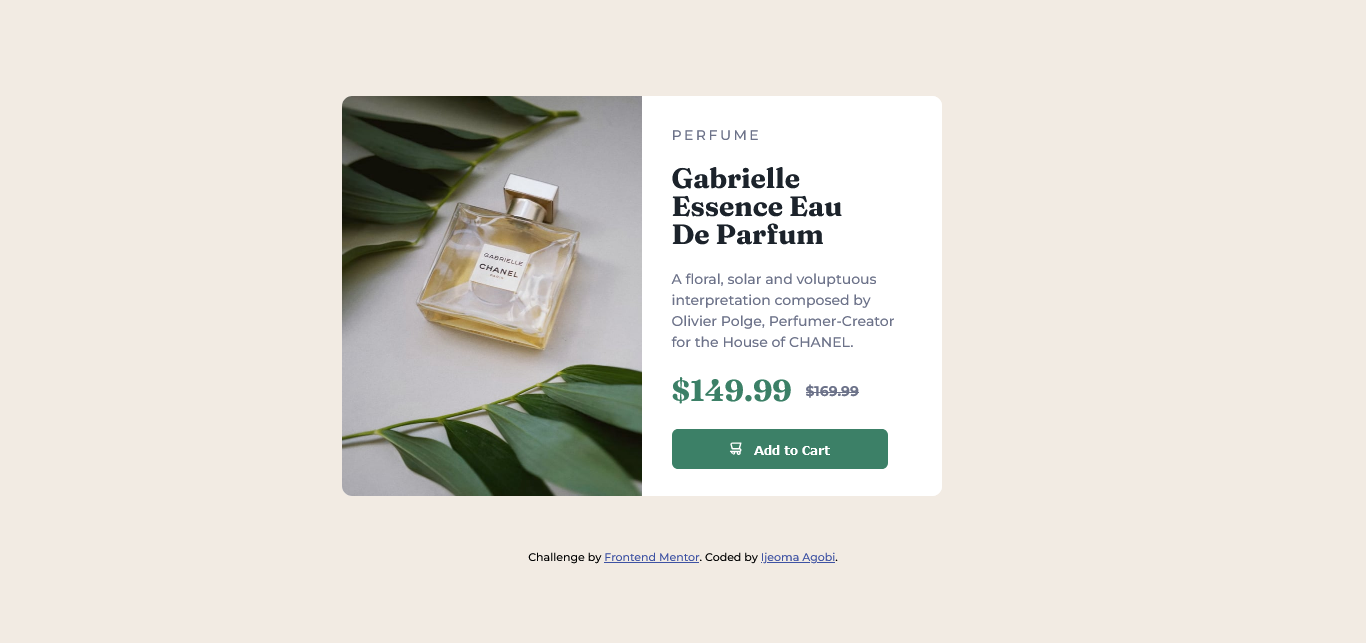 PERFUME
Gabrielle
Essence Eau
De Parfum
A floral, solar and voluptuous
interpretation composed by
Olivier Polge, Perfumer-Creator
for the House of CHANEL.
$149.99 $169.99
Add to Cart
GABRIELLE
CHANEL
PARIS
Challenge by Frontend Mentor. Coded by Ijeoma Agobi.